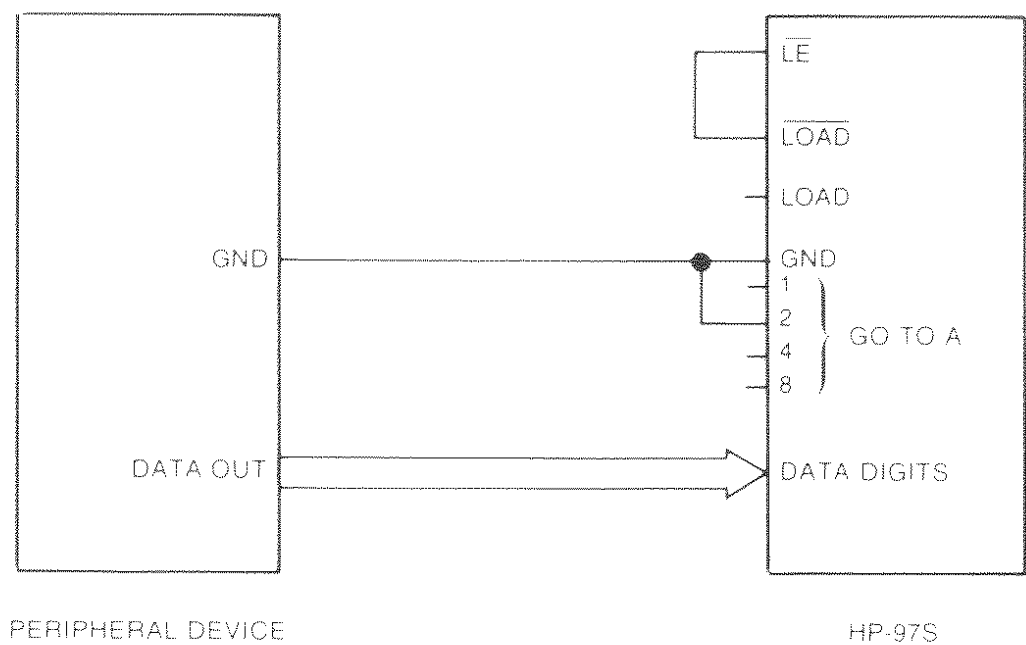 LE
LOAD
LOAD
GND
GND
1
2
4
8
GO TO A
DATA OUT
DATA DIGITS
PERIPHERAL DEVICE
HP-97S